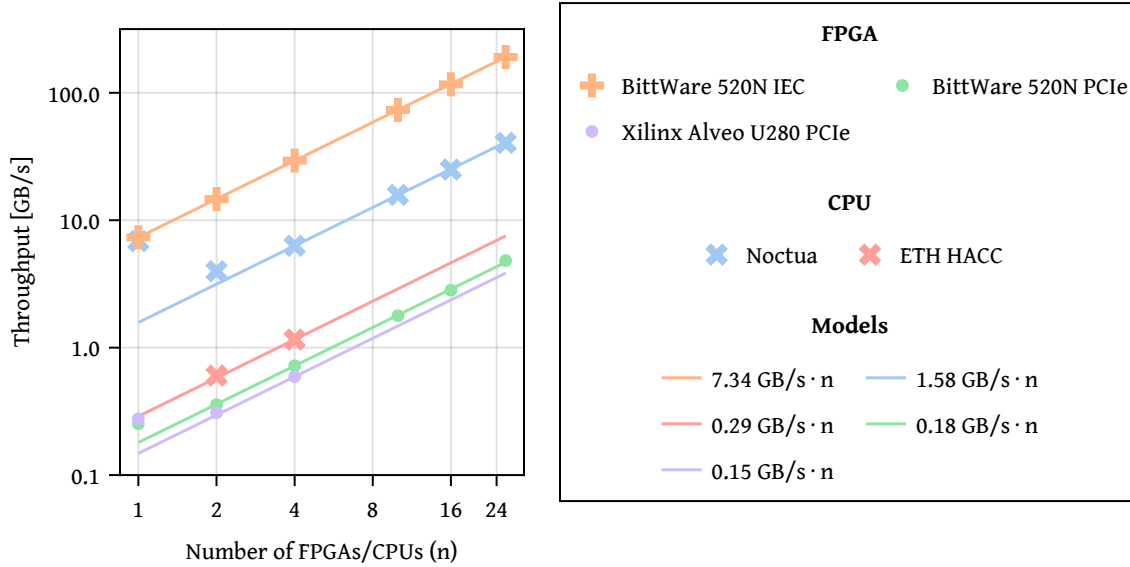 100.0
10.0
1.0
0.1
Throughput [GB/s]
1 2 4 8 16 24
Number of FPGAs/CPUs (n)
FPGA
BittWare 520N IEC BittWare 520N PCIe
Xilinx Alveo U280 PCIe
CPU
Noctua ETH HACC
Models
7.34 GB/s · n 1.58 GB/s · n
0.29 GB/s · n 0.18 GB/s · n
0.15 GB/s · n